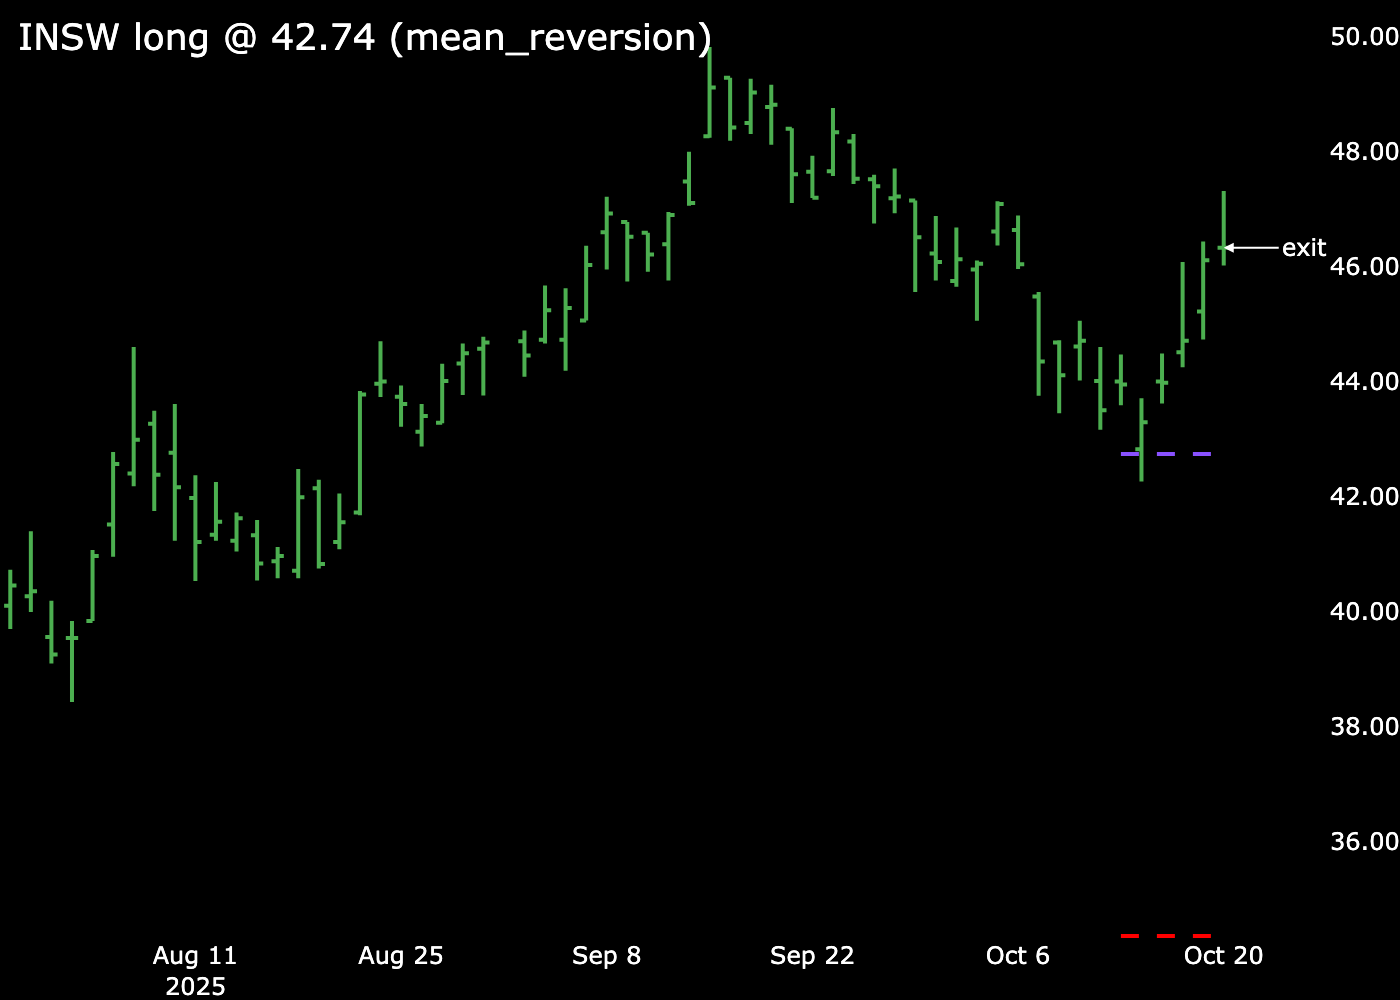 INSW long @ 42.74 (mean_reversion)
50.00
48.00
exit
46.00
44.00
42.00
40.00
38.00
36.00
Aug 11
2025
Aug 25
Sep 8
Sep 22
Oct 6
Oct 20